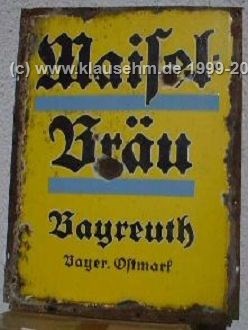 Maisel
(c) www.klausehm.de 1999-20
Bräu
Bayreuth
Bayer. Ostmark